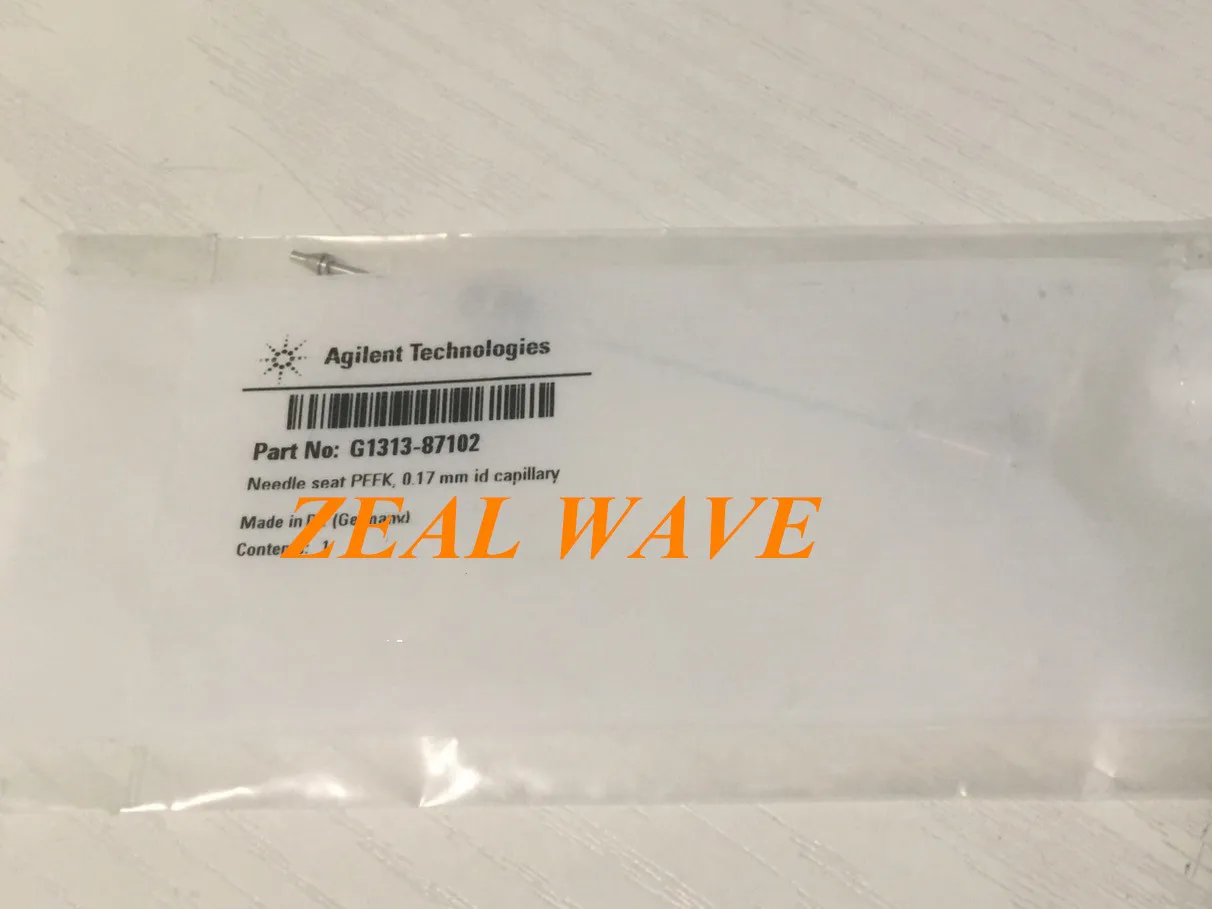 Agilent Technologies
Part No: G1313-87102
Needle seat PEEK, 0.17 mm id capillary
Made in (Germany)
1
ZEAL WAVE